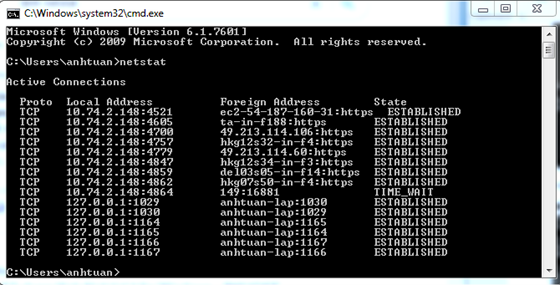 C:\Windows\system32\cmd.exe
Microsoft Windows [Version 6.1.7601]
Copyright (c) 2009 Microsoft Corporation.  All rights reserved.
C:\Users\anhtuan>netstat
Active Connections
Proto  Local Address          Foreign Address        State
TCP    10.74.2.148:4521       ec2-54-187-160-31:https  ESTABLISHED
TCP    10.74.2.148:4605       ta-in-f188:https       ESTABLISHED
TCP    10.74.2.148:4700       49.213.114.106:https   ESTABLISHED
TCP    10.74.2.148:4757       hkg12s32-in-f4:https   ESTABLISHED
TCP    10.74.2.148:4779       49.213.114.60:https    ESTABLISHED
TCP    10.74.2.148:4847       hkg12s34-in-f3:https   ESTABLISHED
TCP    10.74.2.148:4859       del03s05-in-f14:https  ESTABLISHED
TCP    10.74.2.148:4862       hkg07s50-in-f4:https   ESTABLISHED
TCP    10.74.2.148:4864       149:16881              TIME_WAIT
TCP    127.0.0.1:1029         anhtuan-lap:1030       ESTABLISHED
TCP    127.0.0.1:1030         anhtuan-lap:1029       ESTABLISHED
TCP    127.0.0.1:1164         anhtuan-lap:1165       ESTABLISHED
TCP    127.0.0.1:1165         anhtuan-lap:1164       ESTABLISHED
TCP    127.0.0.1:1166         anhtuan-lap:1167       ESTABLISHED
TCP    127.0.0.1:1167         anhtuan-lap:1166       ESTABLISHED
C:\Users\anhtuan>